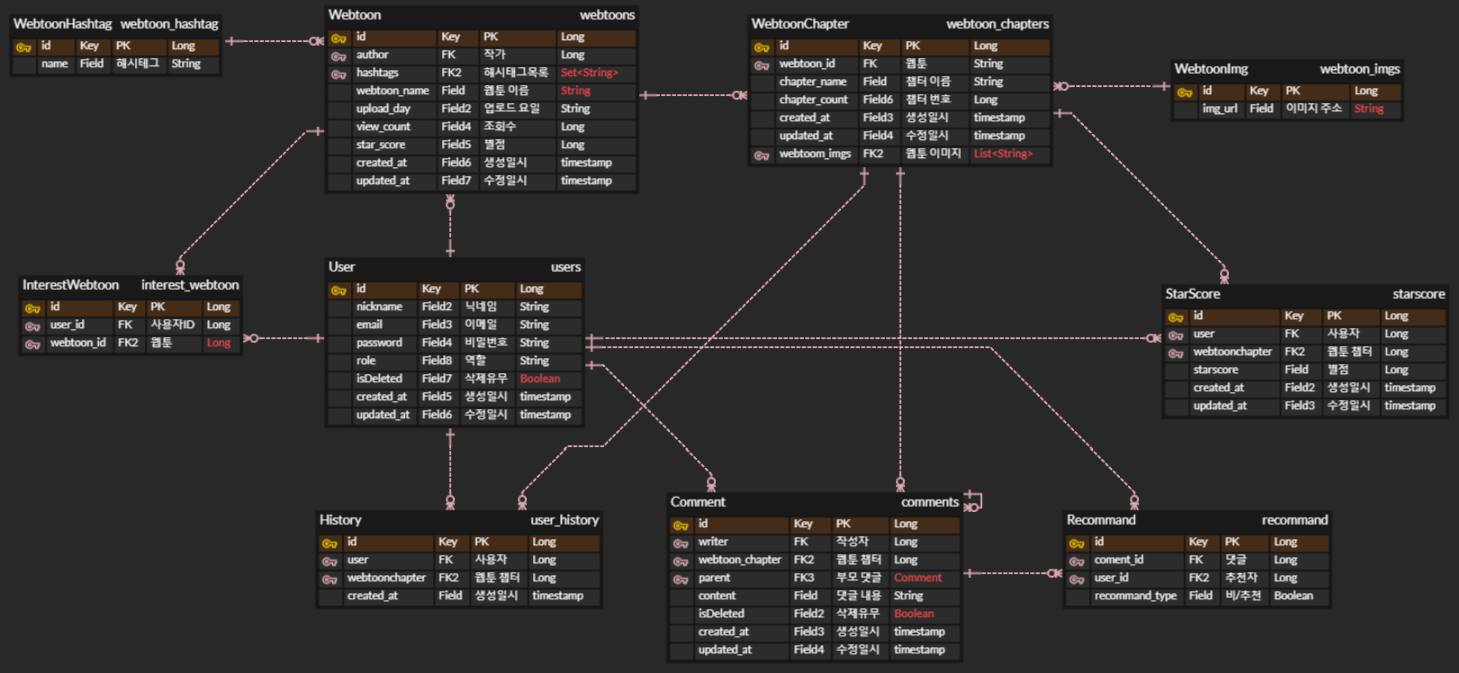 WebtoonHashtag webtoon_hashtag
id Key PK Long
name Field 해시태그 String
Webtoon webtoons
id Key PK Long
author FK 작가 Long
hashtags FK2 해시태그목록 Set<String>
webtoon_name Field 웹툰 이름 String
upload_day Field2 업로드 요일 String
view_count Field4 조회수 Long
star_score Field5 별점 Long
created_at Field6 생성일시 timestamp
updated_at Field7 수정일시 timestamp
WebtoonChapter webtoon_chapters
id Key PK Long
webtoon_id FK 웹툰 String
chapter_name Field 챕터 이름 String
chapter_count Field6 챕터 번호 Long
created_at Field3 생성일시 timestamp
updated_at Field4 수정일시 timestamp
webtoom_imgs FK2 웹툰 이미지 List<String>
WebtoonImg webtoon_imgs
id Key PK Long
img_url Field 이미지 주소 String
InterestWebtoon interest_webtoon
id Key PK Long
user_id FK 사용자ID Long
webtoon_id FK2 웹툰 Long
User users
id Key PK Long
nickname Field2 닉네임 String
email Field3 이메일 String
password Field4 비밀번호 String
role Field8 역할 String
isDeleted Field7 삭제유무 Boolean
created_at Field5 생성일시 timestamp
updated_at Field6 수정일시 timestamp
StarScore starscore
id Key PK Long
user FK 사용자 Long
webtoonchapter FK2 웹툰 챕터 Long
starscore Field 별점 Long
created_at Field2 생성일시 timestamp
updated_at Field3 수정일시 timestamp
History user_history
id Key PK Long
user FK 사용자 Long
webtoonchapter FK2 웹툰 챕터 Long
created_at Field 생성일시 timestamp
Comment comments
id Key PK Long
writer FK 작성자 Long
webtoon_chapter FK2 웹툰 챕터 Long
parent FK3 부모 댓글 Comment
content Field 댓글 내용 String
isDeleted Field2 삭제유무 Boolean
created_at Field3 생성일시 timestamp
updated_at Field4 수정일시 timestamp
Recommand recommand
id Key PK Long
coment_id FK 댓글 Long
user_id FK2 추천자 Long
recommand_type Field 비/추천 Boolean